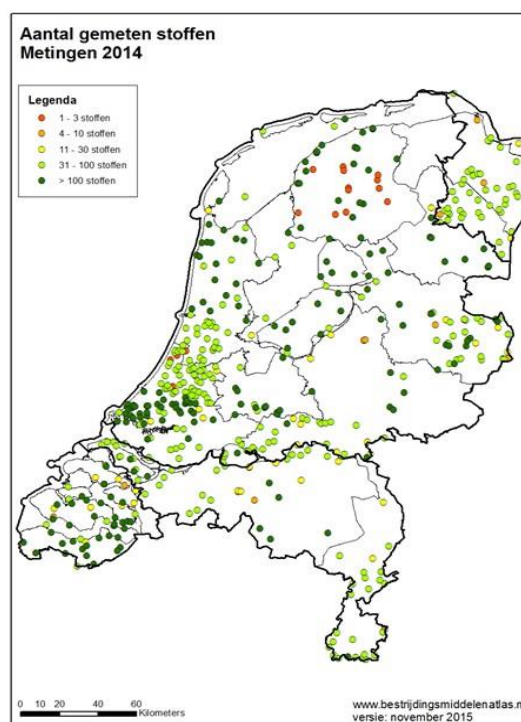 Aantal gemeten stoffen
Metingen 2014
Legenda
1 - 3 stoffen
4 - 10 stoffen
11 - 30 stoffen
31 - 100 stoffen
> 100 stoffen
0 10 20 40 60
Kilometers
www.bestrijdingsmiddelenatlas.n
versie: november 2015